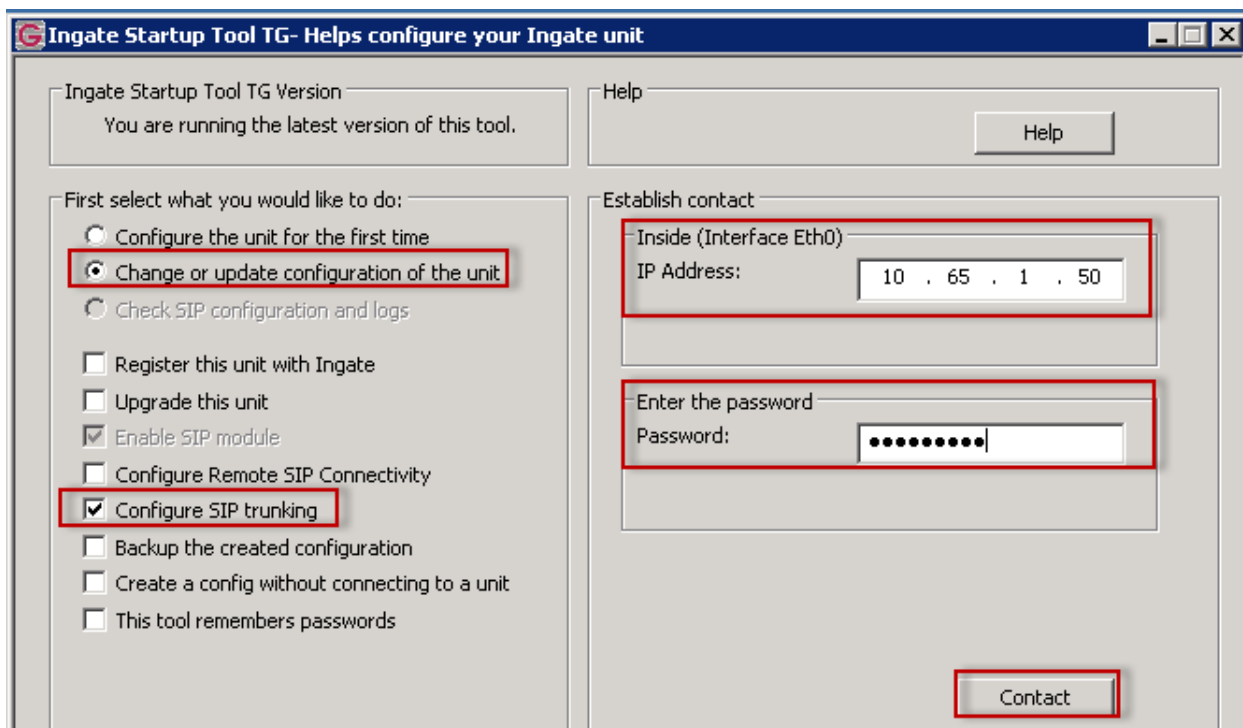 Ingate Startup Tool TG- Helps configure your Ingate unit
Ingate Startup Tool TG Version
You are running the latest version of this tool.
Help
Help
First select what you would like to do:
Configure the unit for the first time
Change or update configuration of the unit
Check SIP configuration and logs
Register this unit with Ingate
Upgrade this unit
Enable SIP module
Configure Remote SIP Connectivity
Configure SIP trunking
Backup the created configuration
Create a config without connecting to a unit
This tool remembers passwords
Establish contact
Inside (Interface Eth0)
IP Address: 10 . 65 . 1 . 50
Enter the password
Password: ●●●●●●●●●
Contact